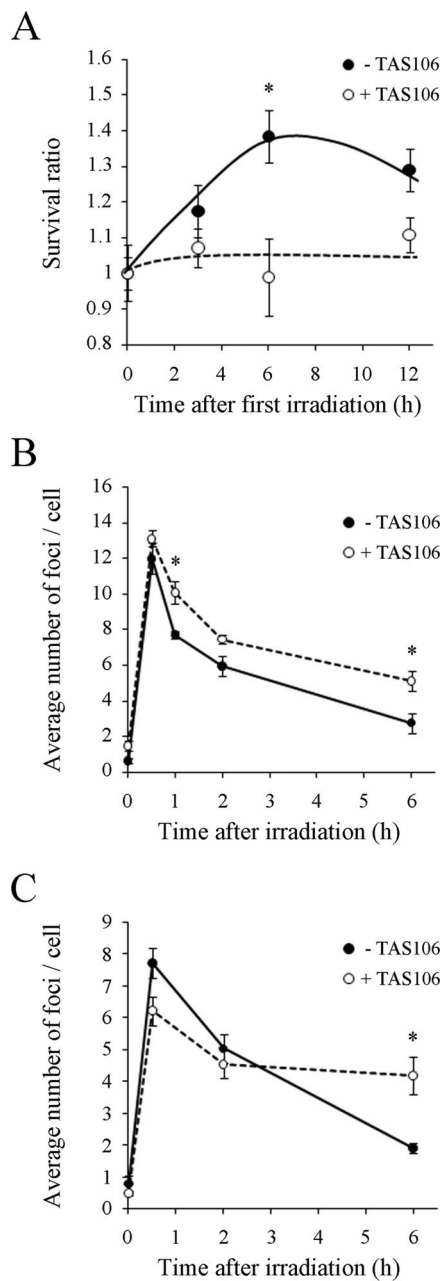 A
1.6
1.5
1.4
1.3
1.2
1.1
1
0.9
0.8
Survival ratio
*
- TAS106
+ TAS106
0 2 4 6 8 10 12
Time after first irradiation (h)
B
16
14
12
10
8
6
4
2
0
Average number of foci / cell
- TAS106
+ TAS106
*
*
0 1 2 3 4 5 6
Time after irradiation (h)
C
9
8
7
6
5
4
3
2
1
0
Average number of foci / cell
- TAS106
+ TAS106
*
0 1 2 3 4 5 6
Time after irradiation (h)